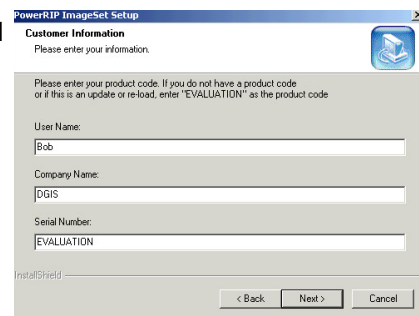 PowerRIP ImageSet Setup
Customer Information
Please enter your information.
Please enter your product code. If you do not have a product code
or if this is an update or re-load, enter "EVALUATION" as the product code
User Name:
Bob
Company Name:
DGIS
Serial Number:
EVALUATION
InstallShield
< Back
Next >
Cancel